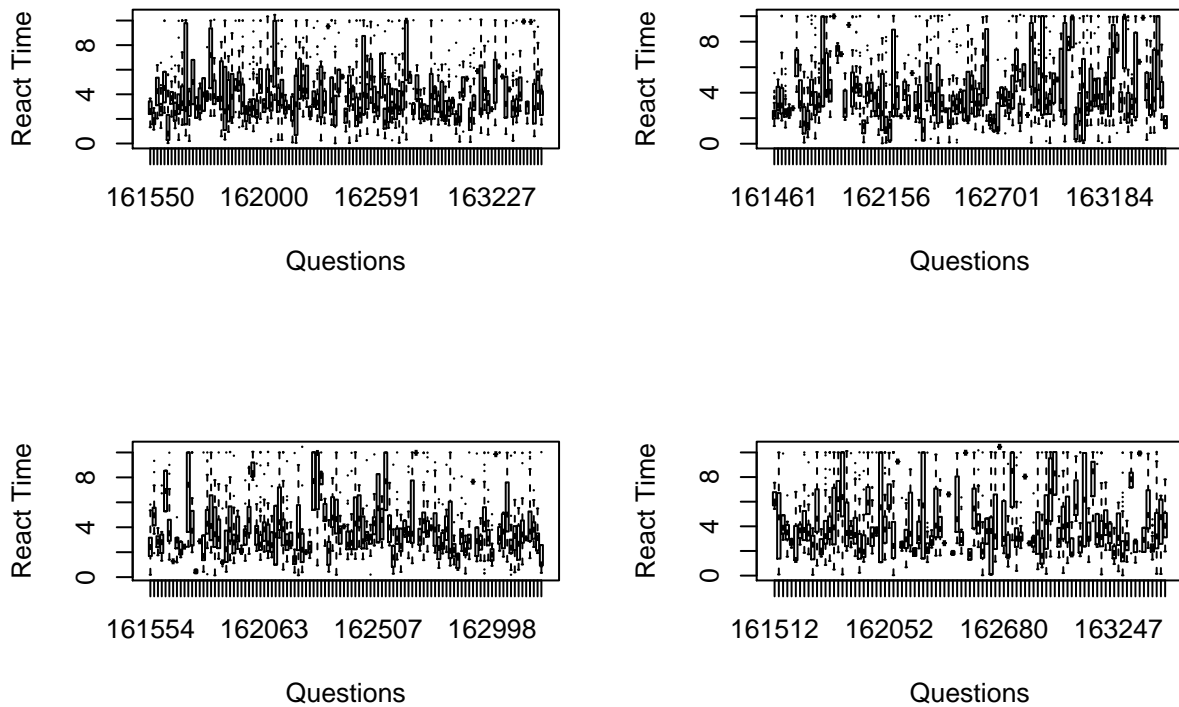 React Time
0 4 8
161550 162000 162591 163227
Questions
React Time
0 4 8
161461 162156 162701 163184
Questions
React Time
0 4 8
161554 162063 162507 162998
Questions
React Time
0 4 8
161512 162052 162680 163247
Questions